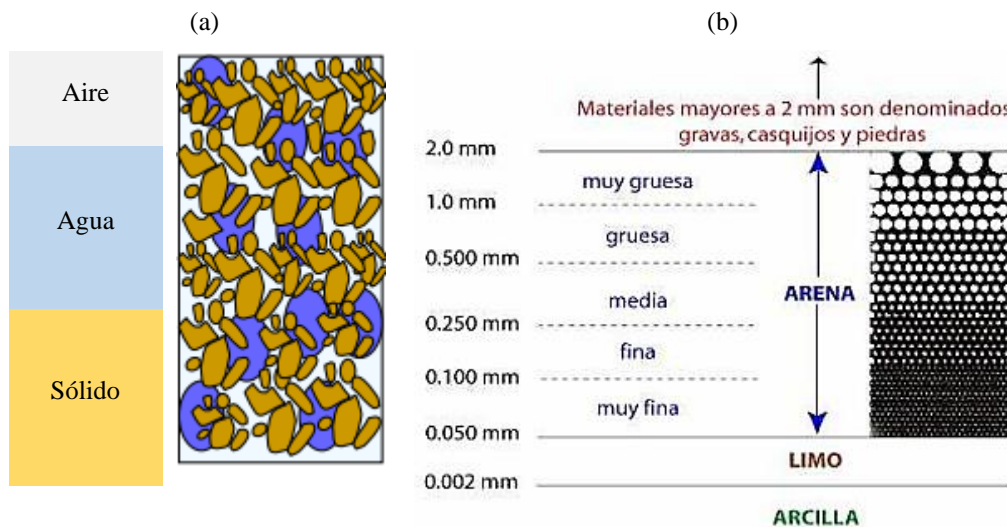 (a)
(b)
Aire
Agua
Sólido
Materiales mayores a 2 mm son denominados
gravas, casquijos y piedras
2.0 mm
muy gruesa
1.0 mm
gruesa
0.500 mm
ARENA
media
0.250 mm
fina
0.100 mm
muy fina
0.050 mm
LIMO
0.002 mm
ARCILLA